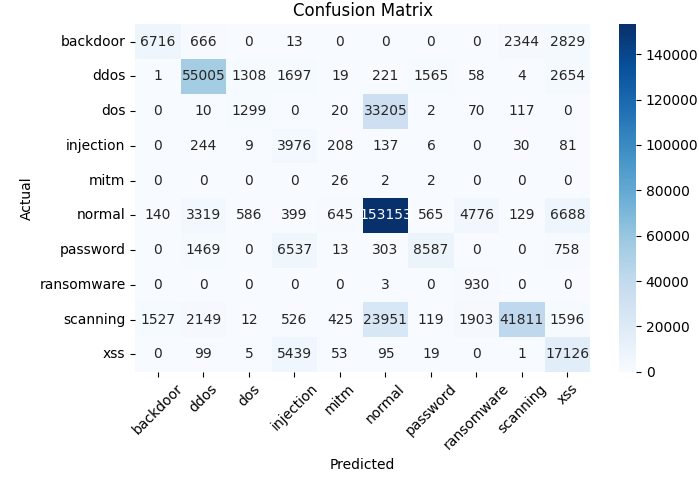 Confusion Matrix
backdoor 6716 666 0 13 0 0 0 0 2344 2829
ddos 1 55005 1308 1697 19 221 1565 58 4 2654
dos 0 10 1299 0 20 33205 2 70 117 0
injection 0 244 9 3976 208 137 6 0 30 81
mitm 0 0 0 0 26 2 2 0 0 0
normal 140 3319 586 399 645 153153 565 4776 129 6688
password 0 1469 0 6537 13 303 8587 0 0 758
ransomware 0 0 0 0 0 3 0 930 0 0
scanning 1527 2149 12 526 425 23951 119 1903 41811 1596
xss 0 99 5 5439 53 95 19 0 1 17126
Actual
backdoor ddos dos injection mitm normal password ransomware scanning xss
Predicted
140000
120000
100000
80000
60000
40000
20000
0